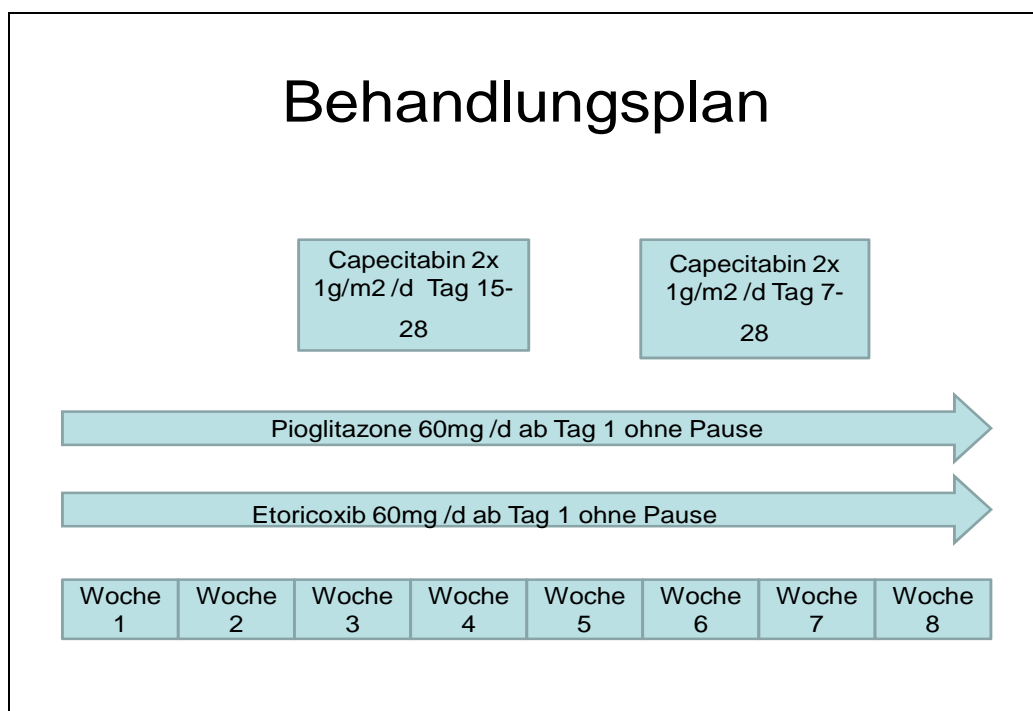 Behandlungsplan
Capecitabin 2x
1g/m2 /d  Tag 15-
28
Capecitabin 2x
1g/m2 /d Tag 7-
28
Pioglitazone 60mg /d ab Tag 1 ohne Pause
Etoricoxib 60mg /d ab Tag 1 ohne Pause
Woche
1
Woche
2
Woche
3
Woche
4
Woche
5
Woche
6
Woche
7
Woche
8